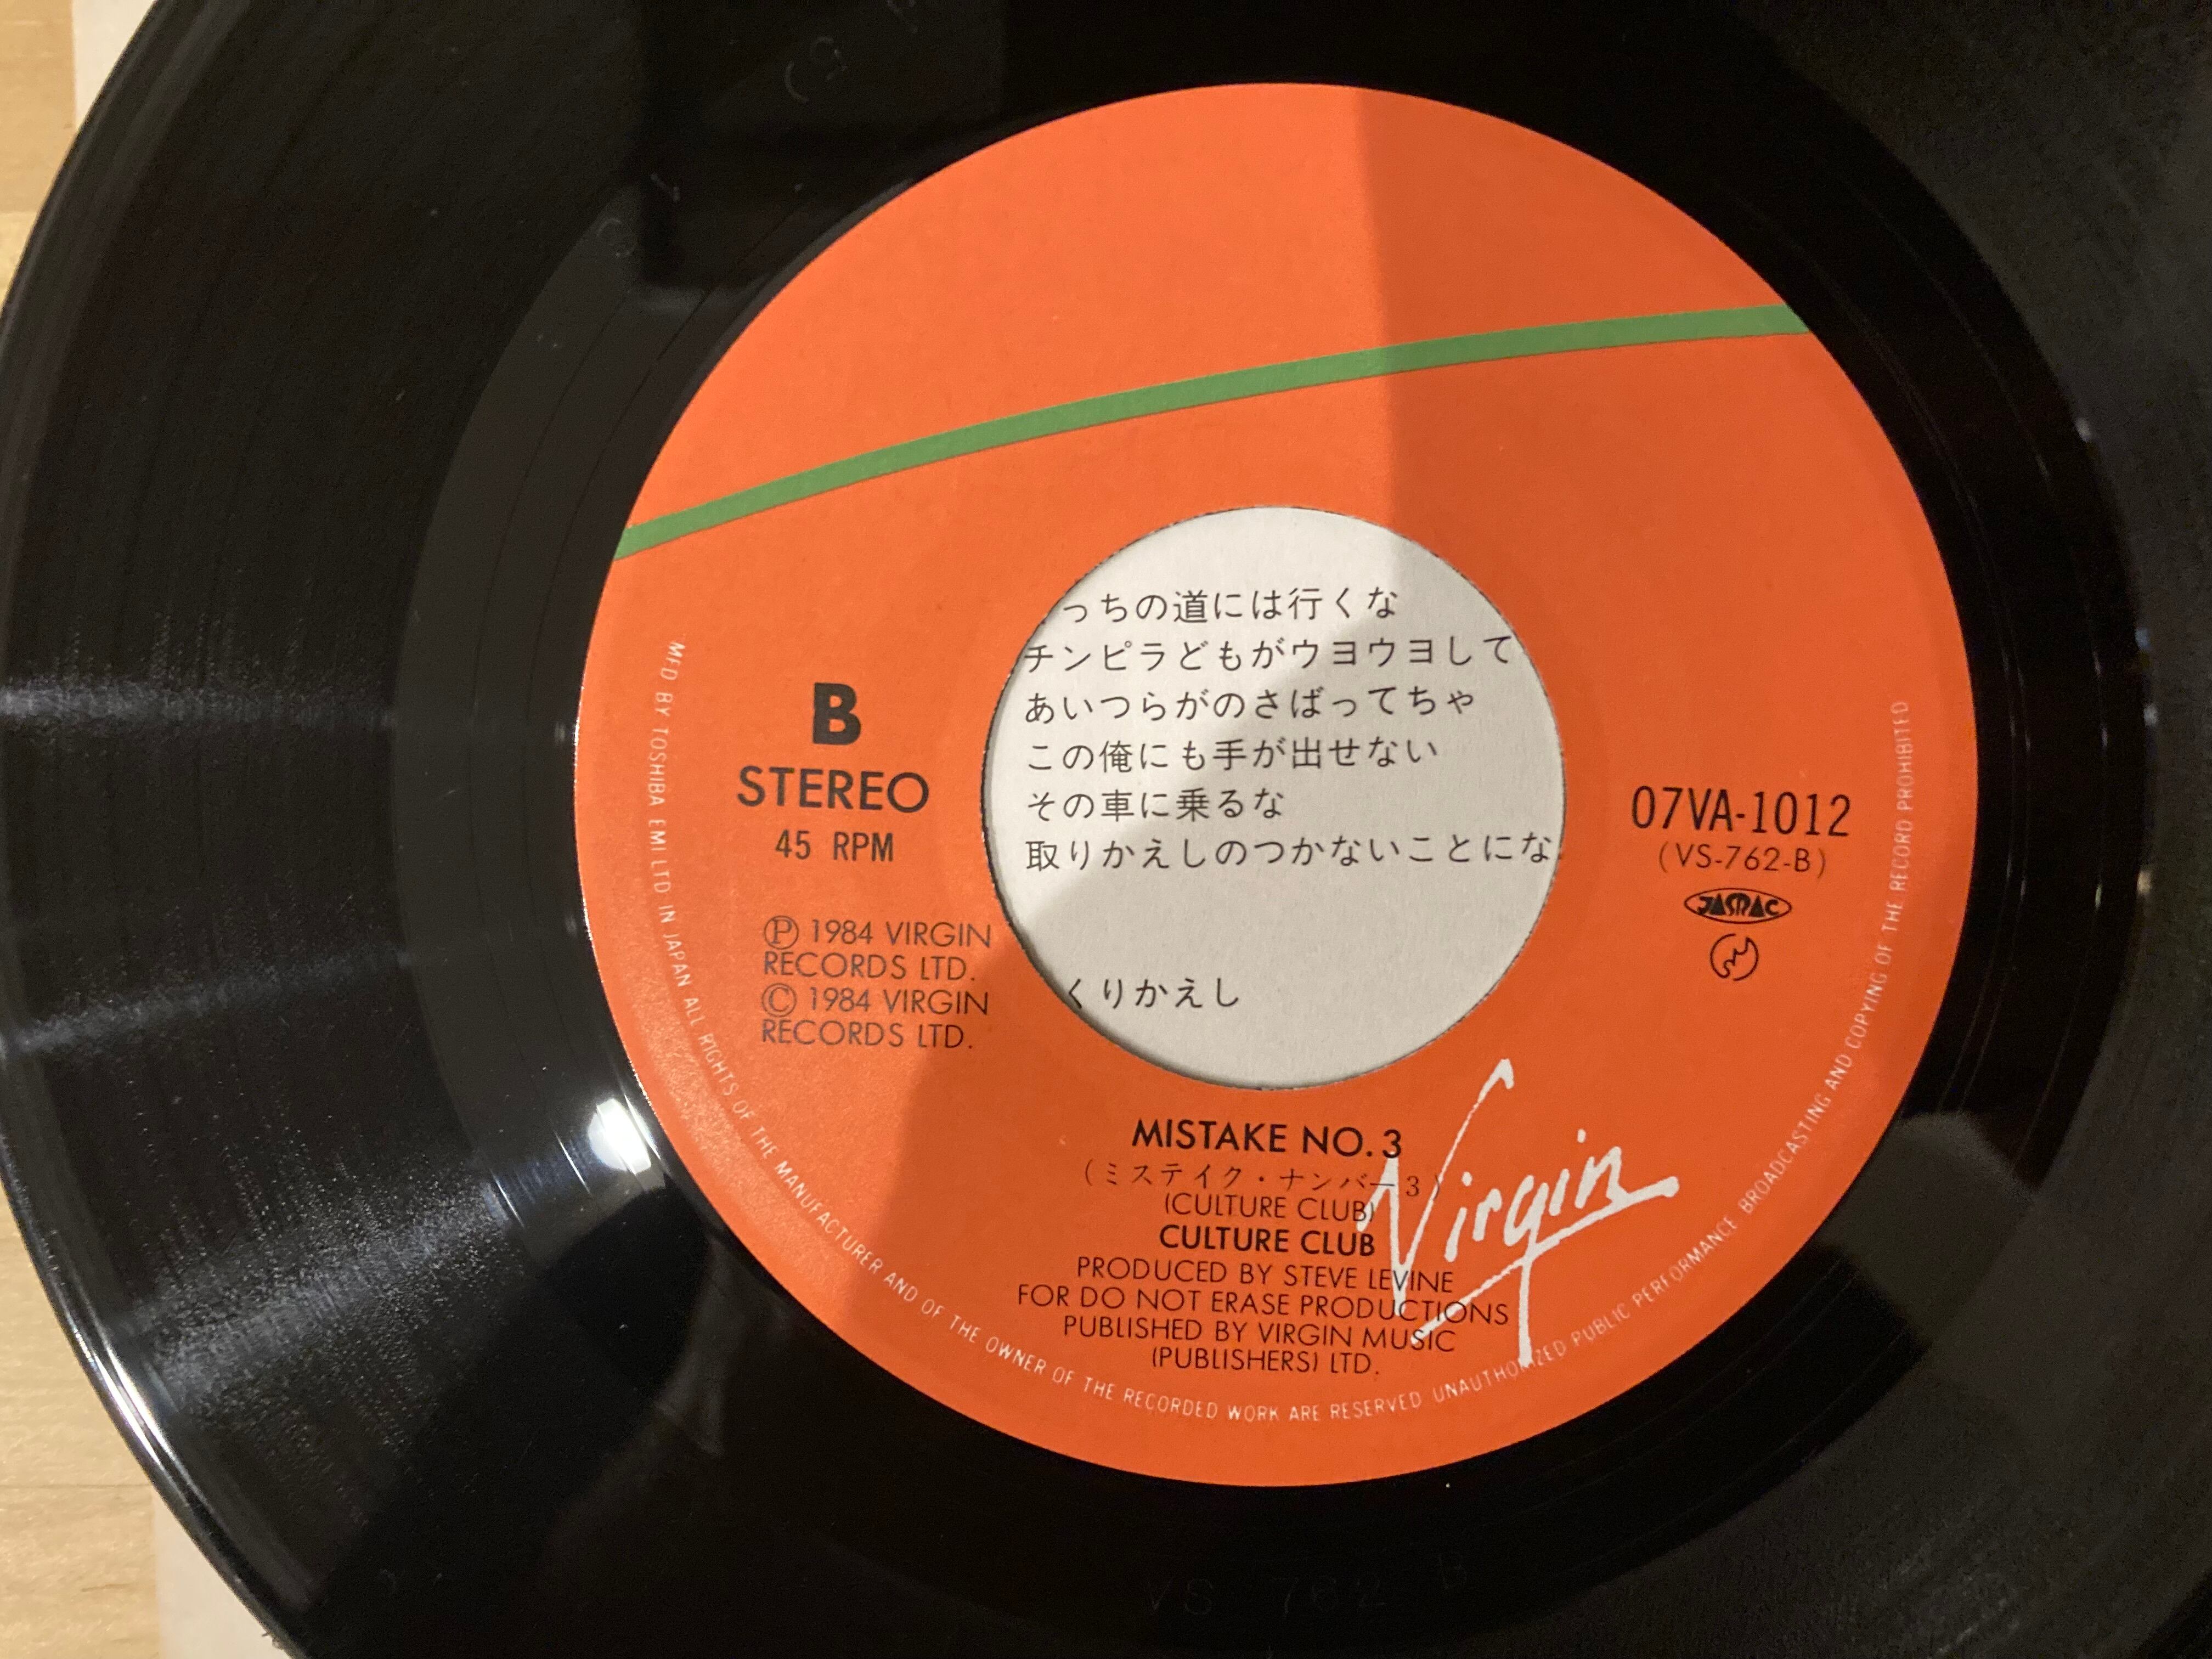 っちの道には行くな
チンピラどもがウヨウヨして
あいつらがのさばってちゃ
この俺にも手が出せない
その車に乗るな
取りかえしのつかないことにな
くりかえし
B
STEREO
45 RPM
Ⓟ 1984 VIRGIN
RECORDS LTD.
© 1984 VIRGIN
RECORDS LTD.
07VA-1012
(VS-762-B)
JASRAC
MISTAKE NO. 3
(ミステイク・ナンバー3)
(CULTURE CLUB)
CULTURE CLUB
PRODUCED BY STEVE LEVINE
FOR DO NOT ERASE PRODUCTIONS
PUBLISHED BY VIRGIN MUSIC
(PUBLISHERS) LTD.
Virgin
MFD BY TOSHIBA EMI LTD IN JAPAN ALL RIGHTS OF THE MANUFACTURER AND OF THE OWNER OF THE RECORDED WORK ARE RESERVED UNAUTHORIZED PUBLIC PERFORMANCE BROADCASTING AND COPYING OF THE RECORD PROHIBITED
VS 762 B